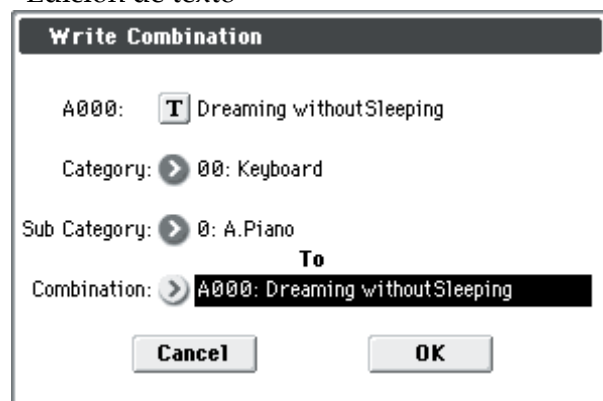 Edición de texto
Write Combination
A000: T Dreaming withoutSleeping
Category: 00: Keyboard
Sub Category: 0: A.Piano
To
Combination: A000: Dreaming withoutSleeping
Cancel OK